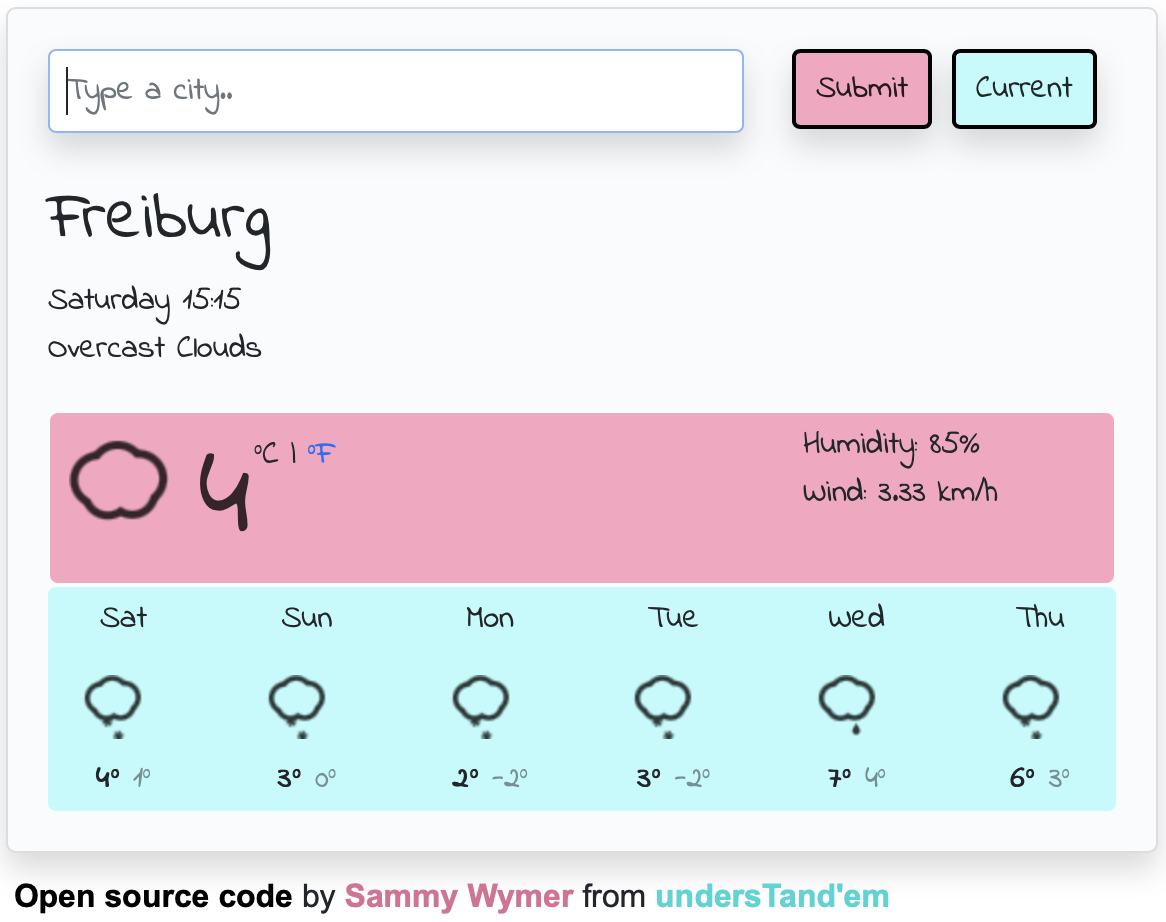 Type a city..
Submit
Current
Freiburg
Saturday 15:15
Overcast Clouds
4 °C | °F
Humidity: 85%
Wind: 3.33 km/h
Sat Sun Mon Tue Wed Thu
4° 1° 3° 0° 2° -2° 3° -2° 7° 4° 6° 3°
Open source code by Sammy Wymer from undersTand'em